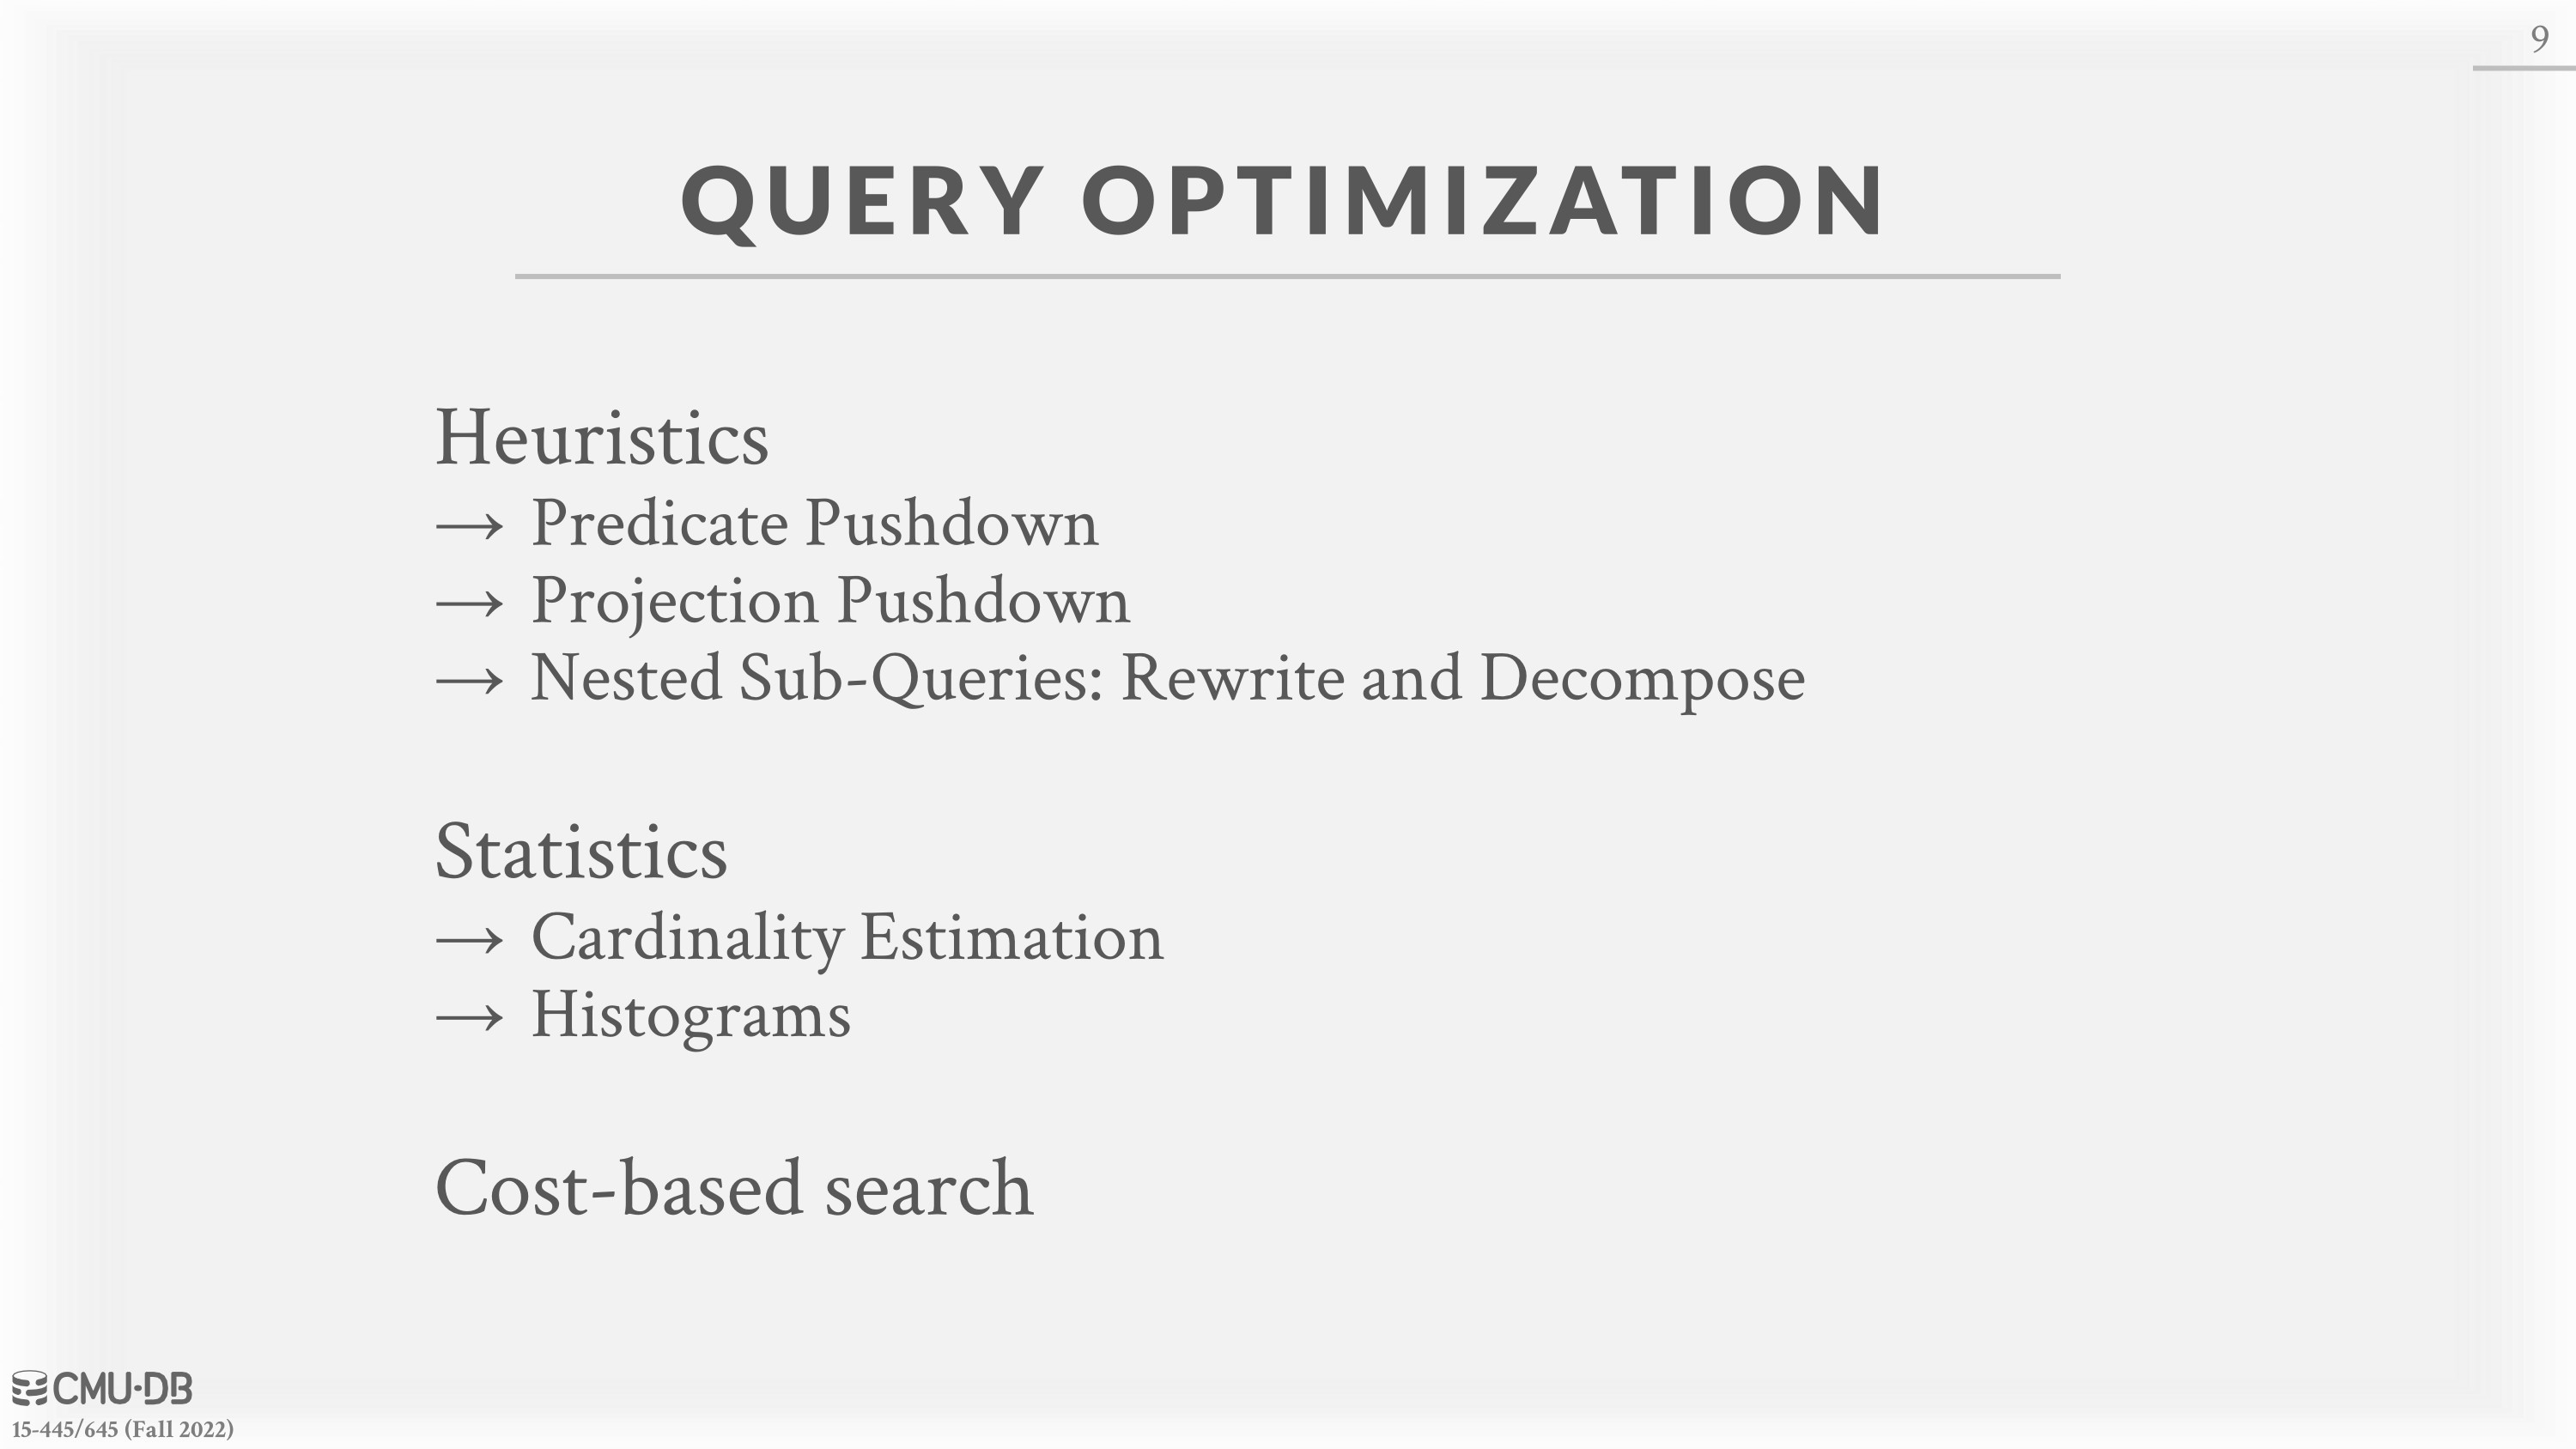 9
QUERY OPTIMIZATION
Heuristics
→ Predicate Pushdown
→ Projection Pushdown
→ Nested Sub-Queries: Rewrite and Decompose
Statistics
→ Cardinality Estimation
→ Histograms
Cost-based search
CMU·DB
15-445/645 (Fall 2022)